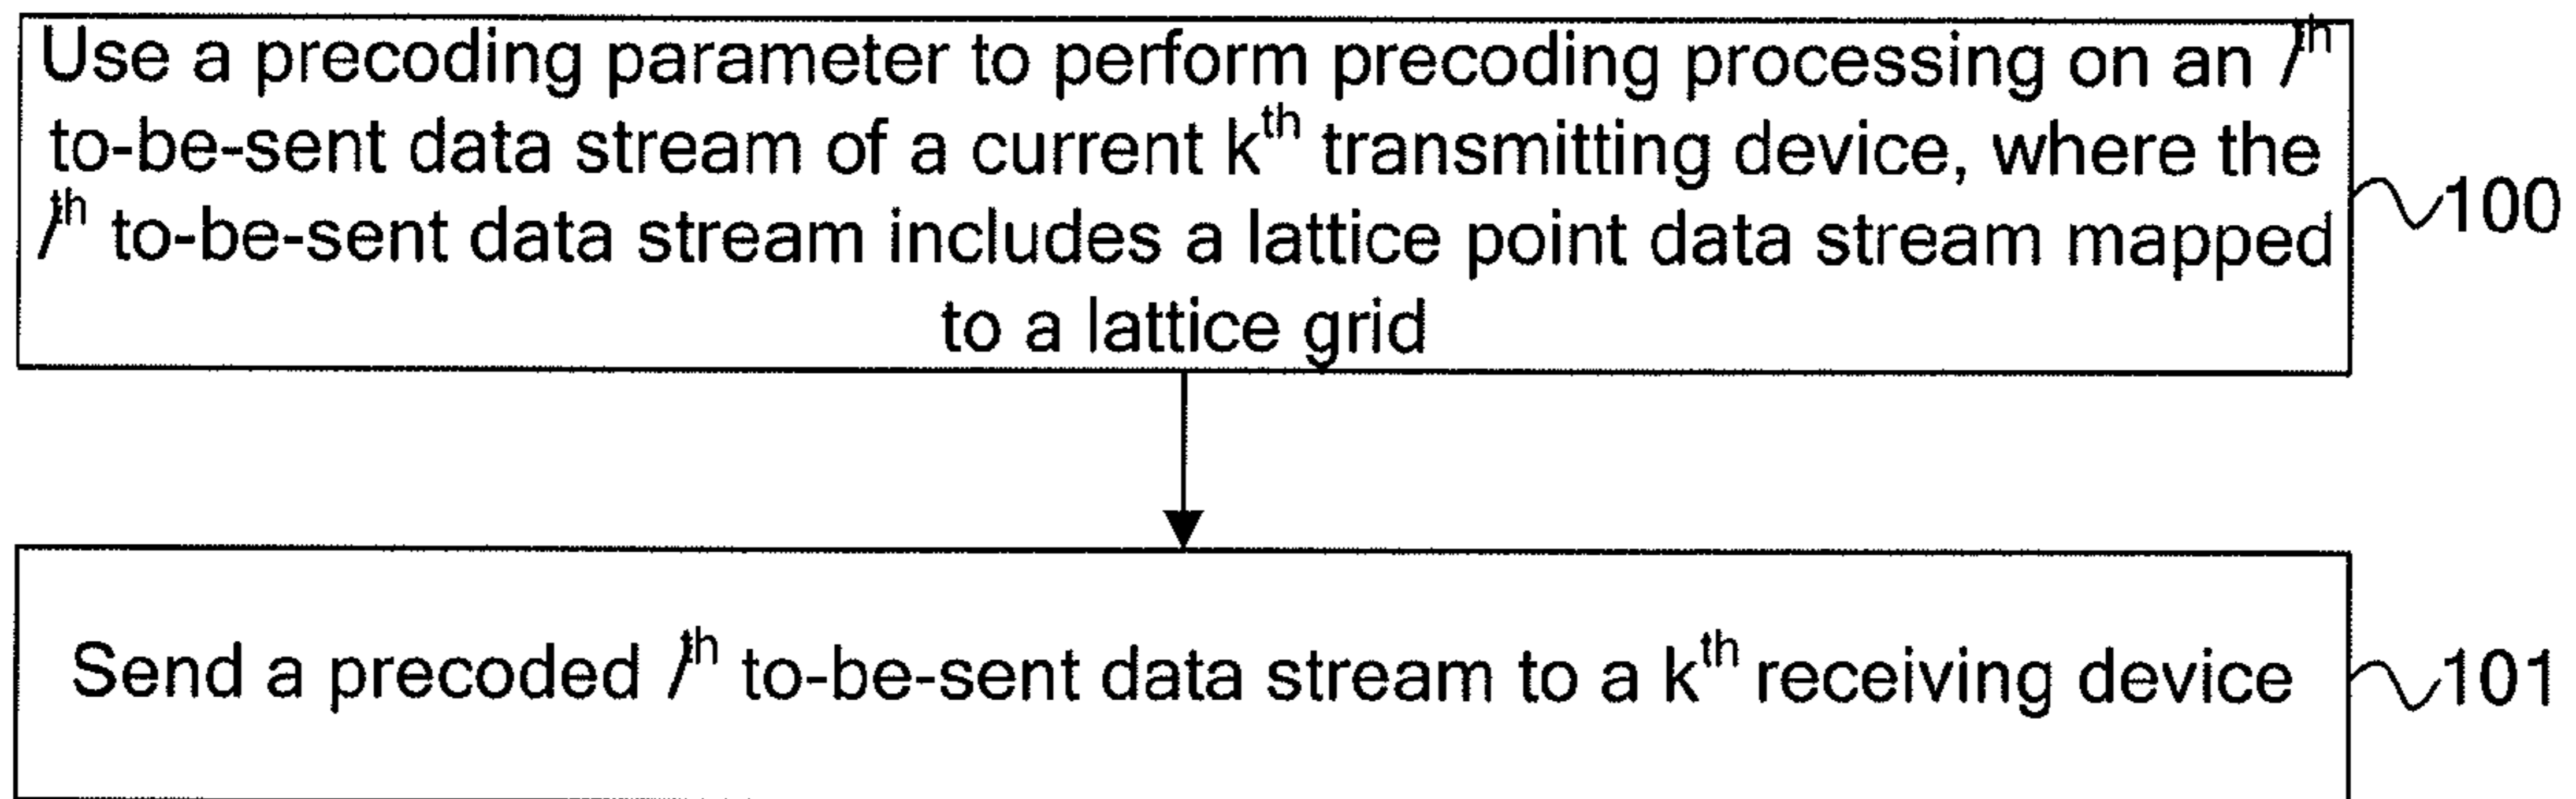 Use a precoding parameter to perform precoding processing on an lth
to-be-sent data stream of a current kth transmitting device, where the
lth to-be-sent data stream includes a lattice point data stream mapped
to a lattice grid
100
Send a precoded lth to-be-sent data stream to a kth receiving device
101